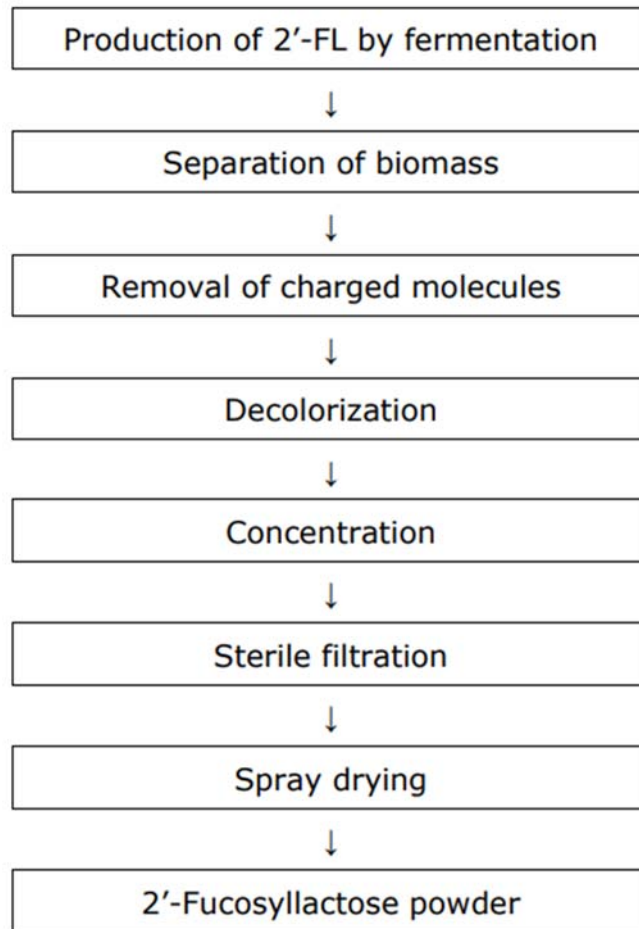 Production of 2′-FL by fermentation
↓
Separation of biomass
↓
Removal of charged molecules
↓
Decolorization
↓
Concentration
↓
Sterile filtration
↓
Spray drying
↓
2′-Fucosyllactose powder